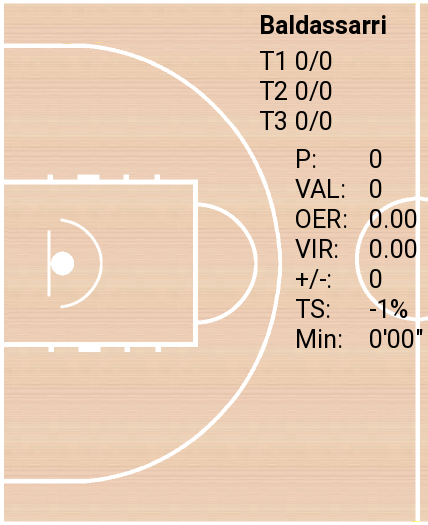 Baldassarri
T1 0/0
T2 0/0
T3 0/0
P: 0
VAL: 0
OER: 0.00
VIR: 0.00
+/-: 0
TS: -1%
Min: 0'00"